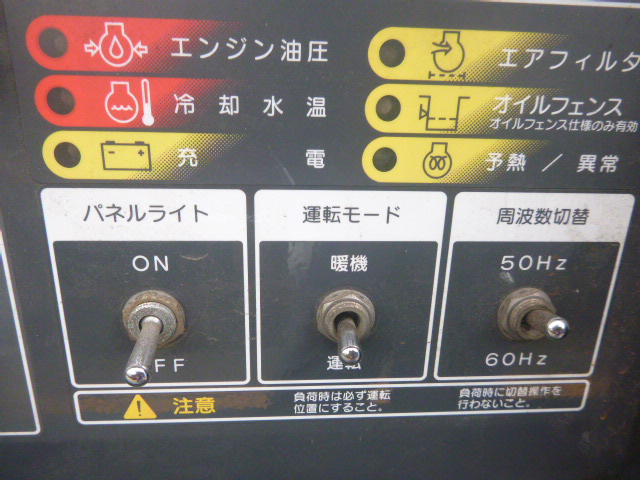 エンジン油圧
エアフィルタ
冷却水温
オイルフェンス
オイルフェンス仕様のみ有効
充電
予熱／異常
パネルライト
ON
FF
運転モード
暖機
運転
周波数切替
50Hz
60Hz
注意
負荷時は必ず運転
位置にすること。
負荷時に切替操作を
行わないこと。